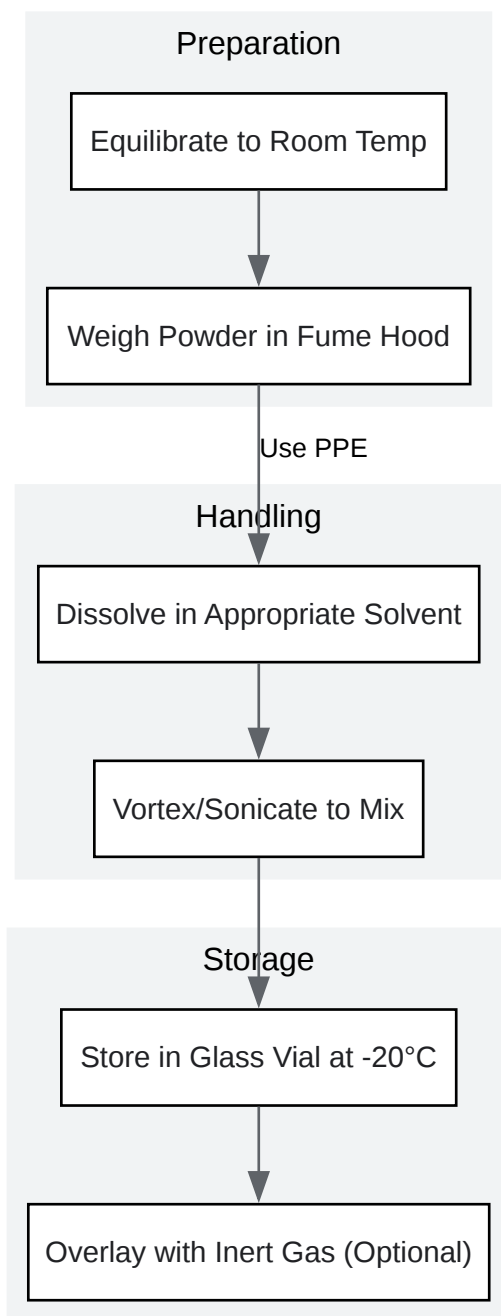 Preparation
Equilibrate to Room Temp
Weigh Powder in Fume Hood
Use PPE
Handling
Dissolve in Appropriate Solvent
Vortex/Sonicate to Mix
Storage
Store in Glass Vial at -20°C
Overlay with Inert Gas (Optional)